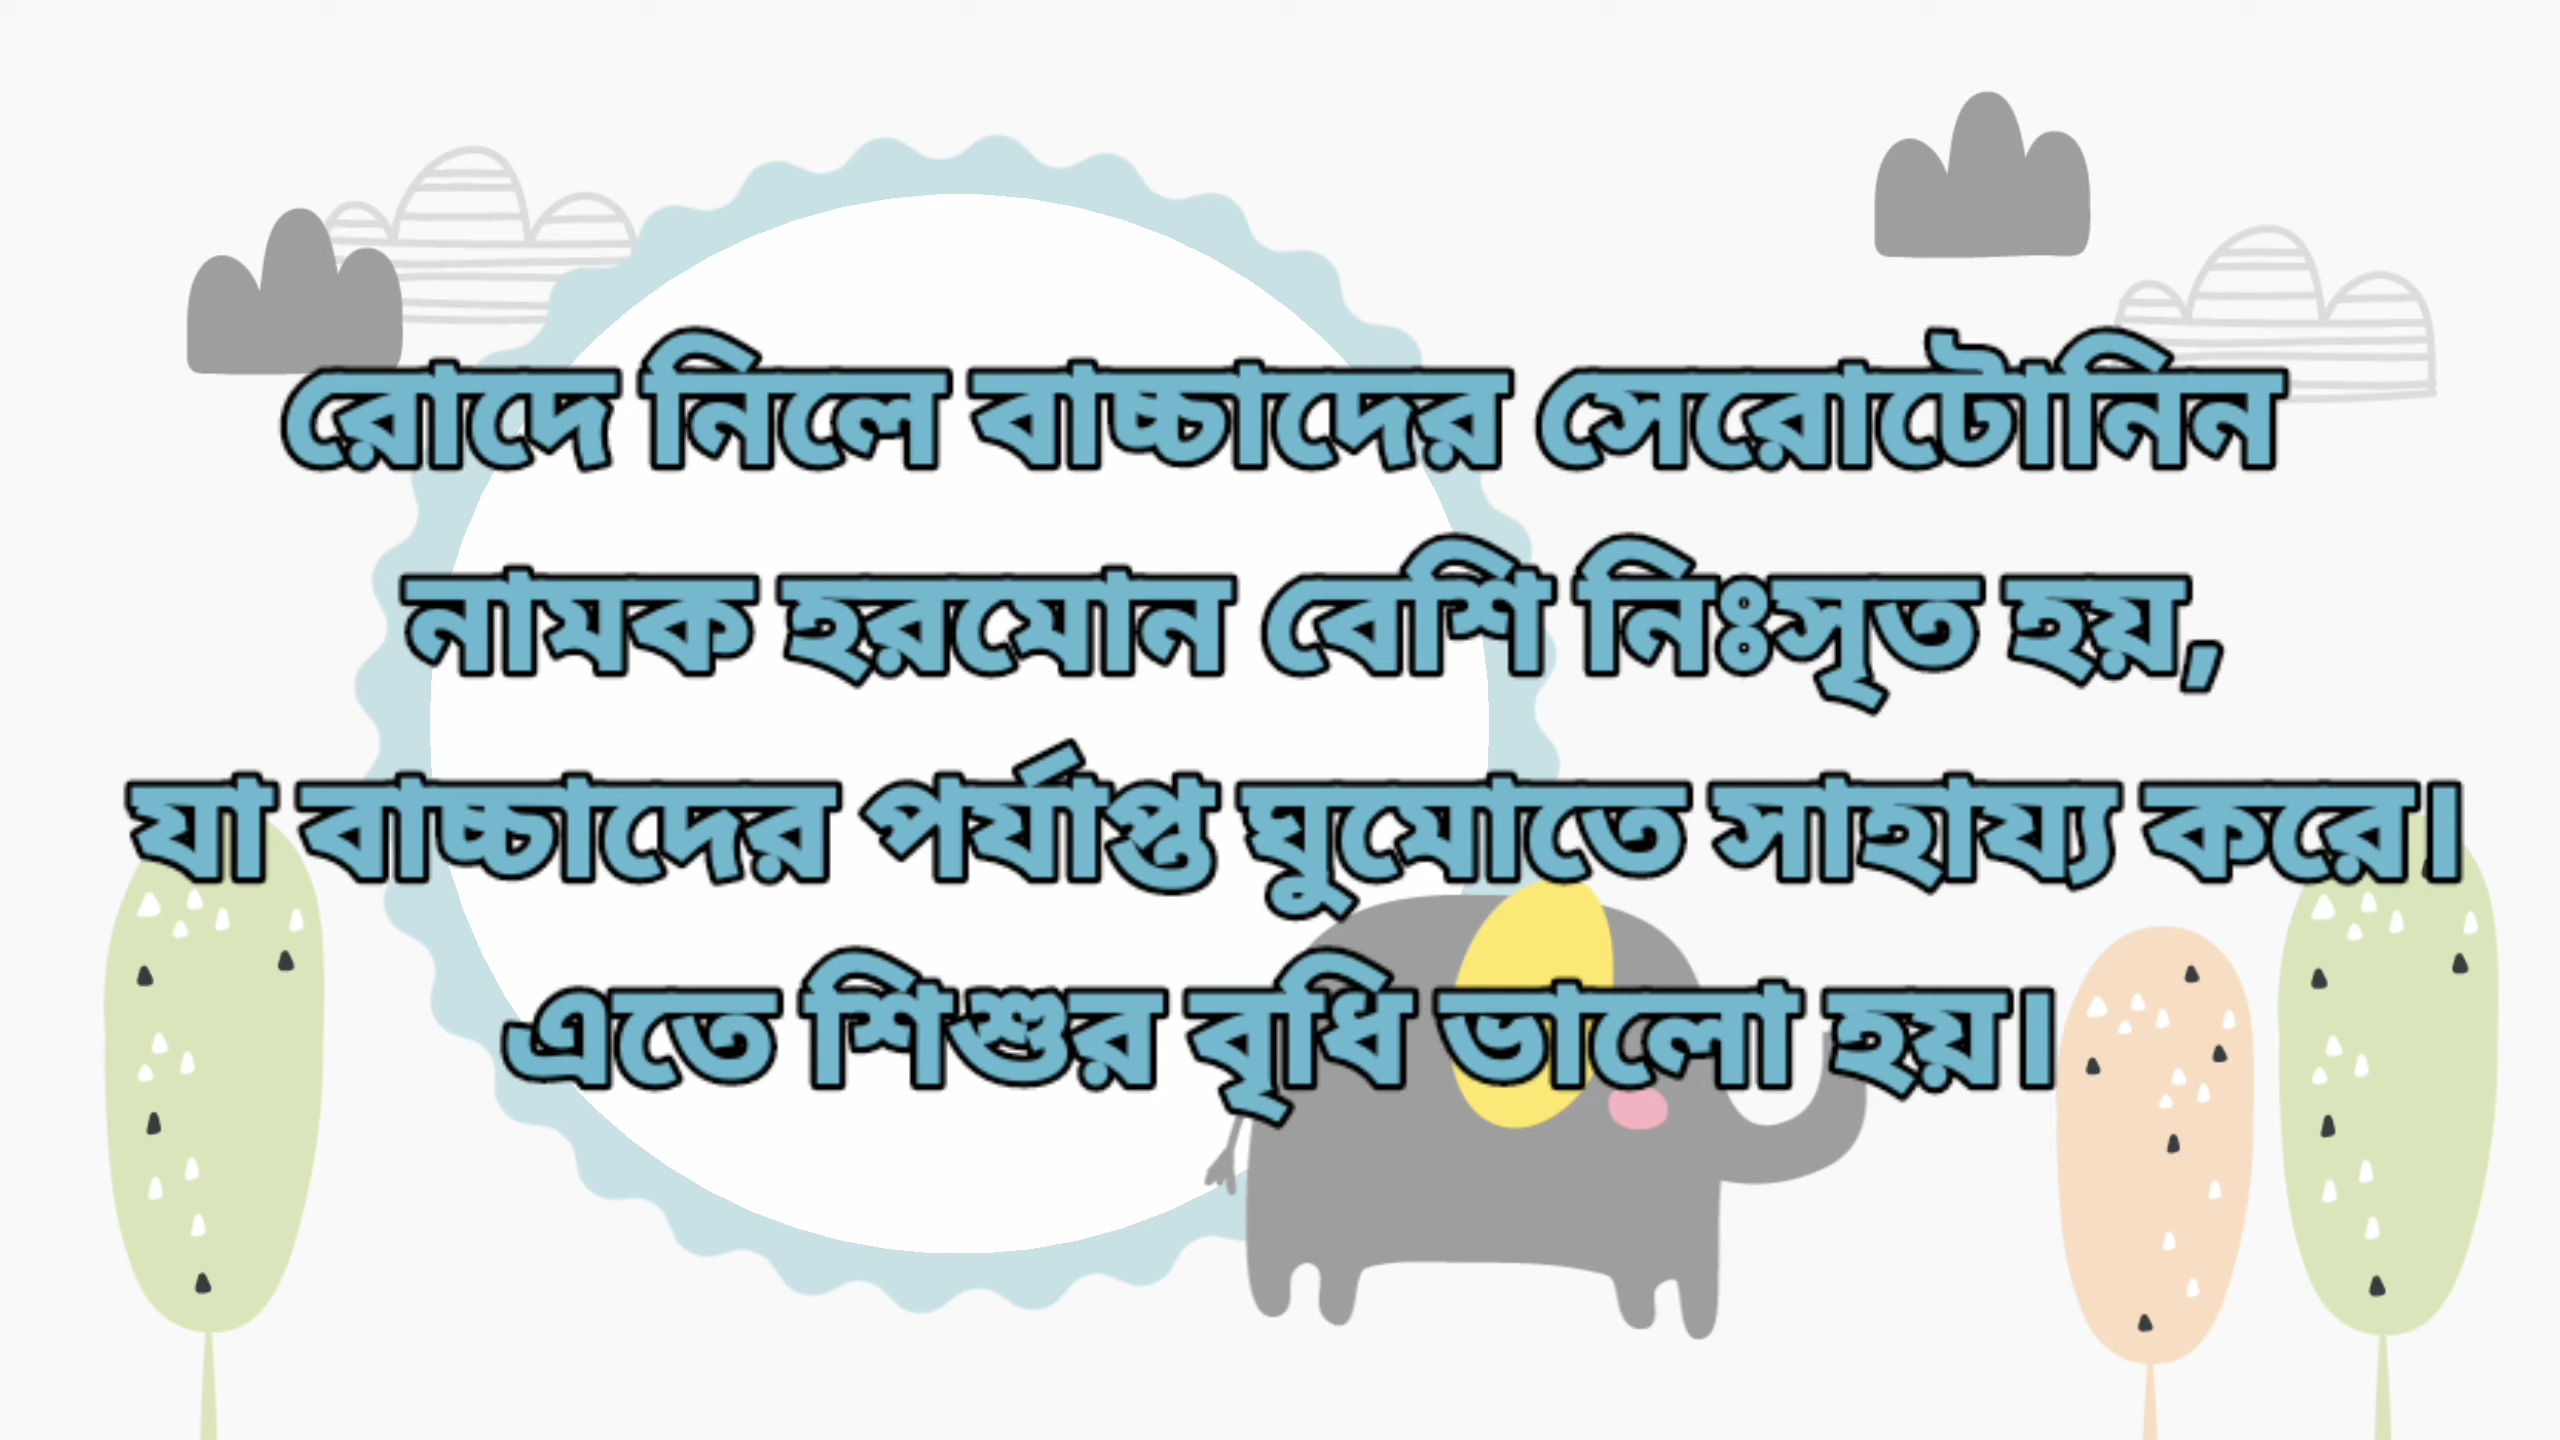 রোদে নিলে বাচ্চাদের সেরোটোনিন
নামক হরমোন বেশি নিঃসৃত হয়,
যা বাচ্চাদের পর্যাপ্ত ঘুমোতে সাহায্য করে।
এতে শিশুর বৃধি ভালো হয়।